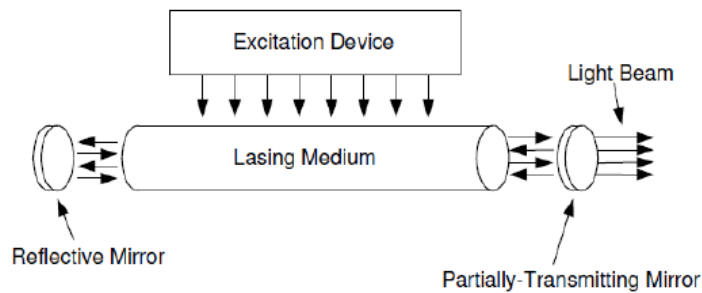 Excitation Device
Light Beam
Lasing Medium
Reflective Mirror
Partially-Transmitting Mirror